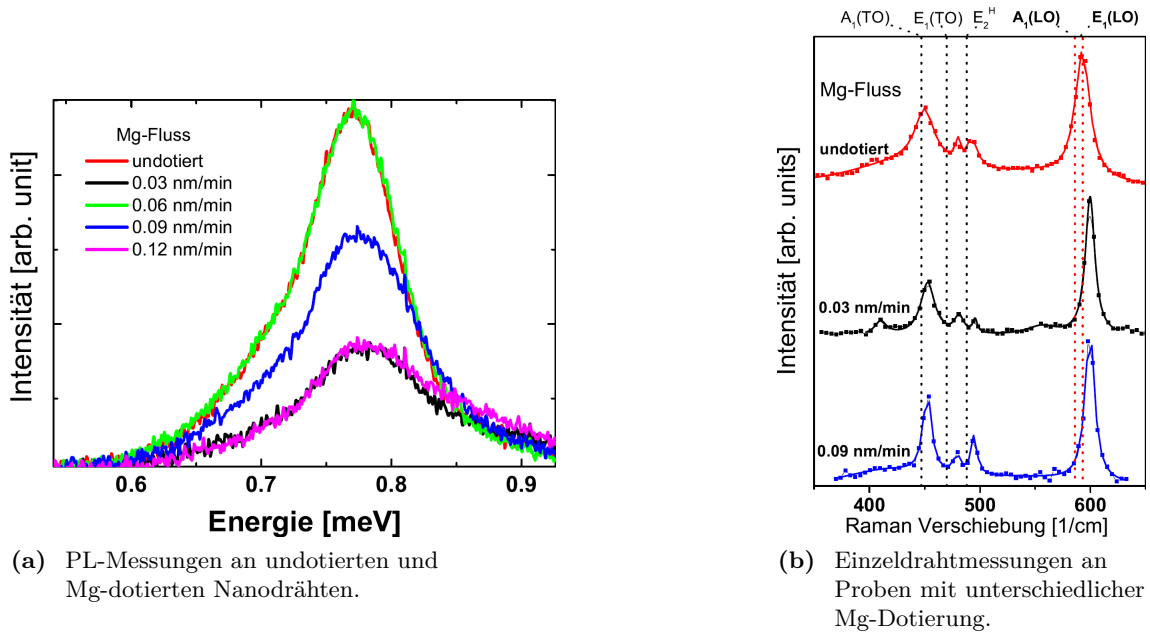 Intensität [arb. unit]
Mg-Fluss
undotiert
0.03 nm/min
0.06 nm/min
0.09 nm/min
0.12 nm/min
0.6 0.7 0.8 0.9
Energie [meV]
(a) PL-Messungen an undotierten und
Mg-dotierten Nanodrähten.
A₁(TO) E₁(TO) E₂ᴴ A₁(LO) E₁(LO)
Intensität [arb. units]
Mg-Fluss
undotiert
0.03 nm/min
0.09 nm/min
400 500 600
Raman Verschiebung [1/cm]
(b) Einzeldrahtmessungen an
Proben mit unterschiedlicher
Mg-Dotierung.